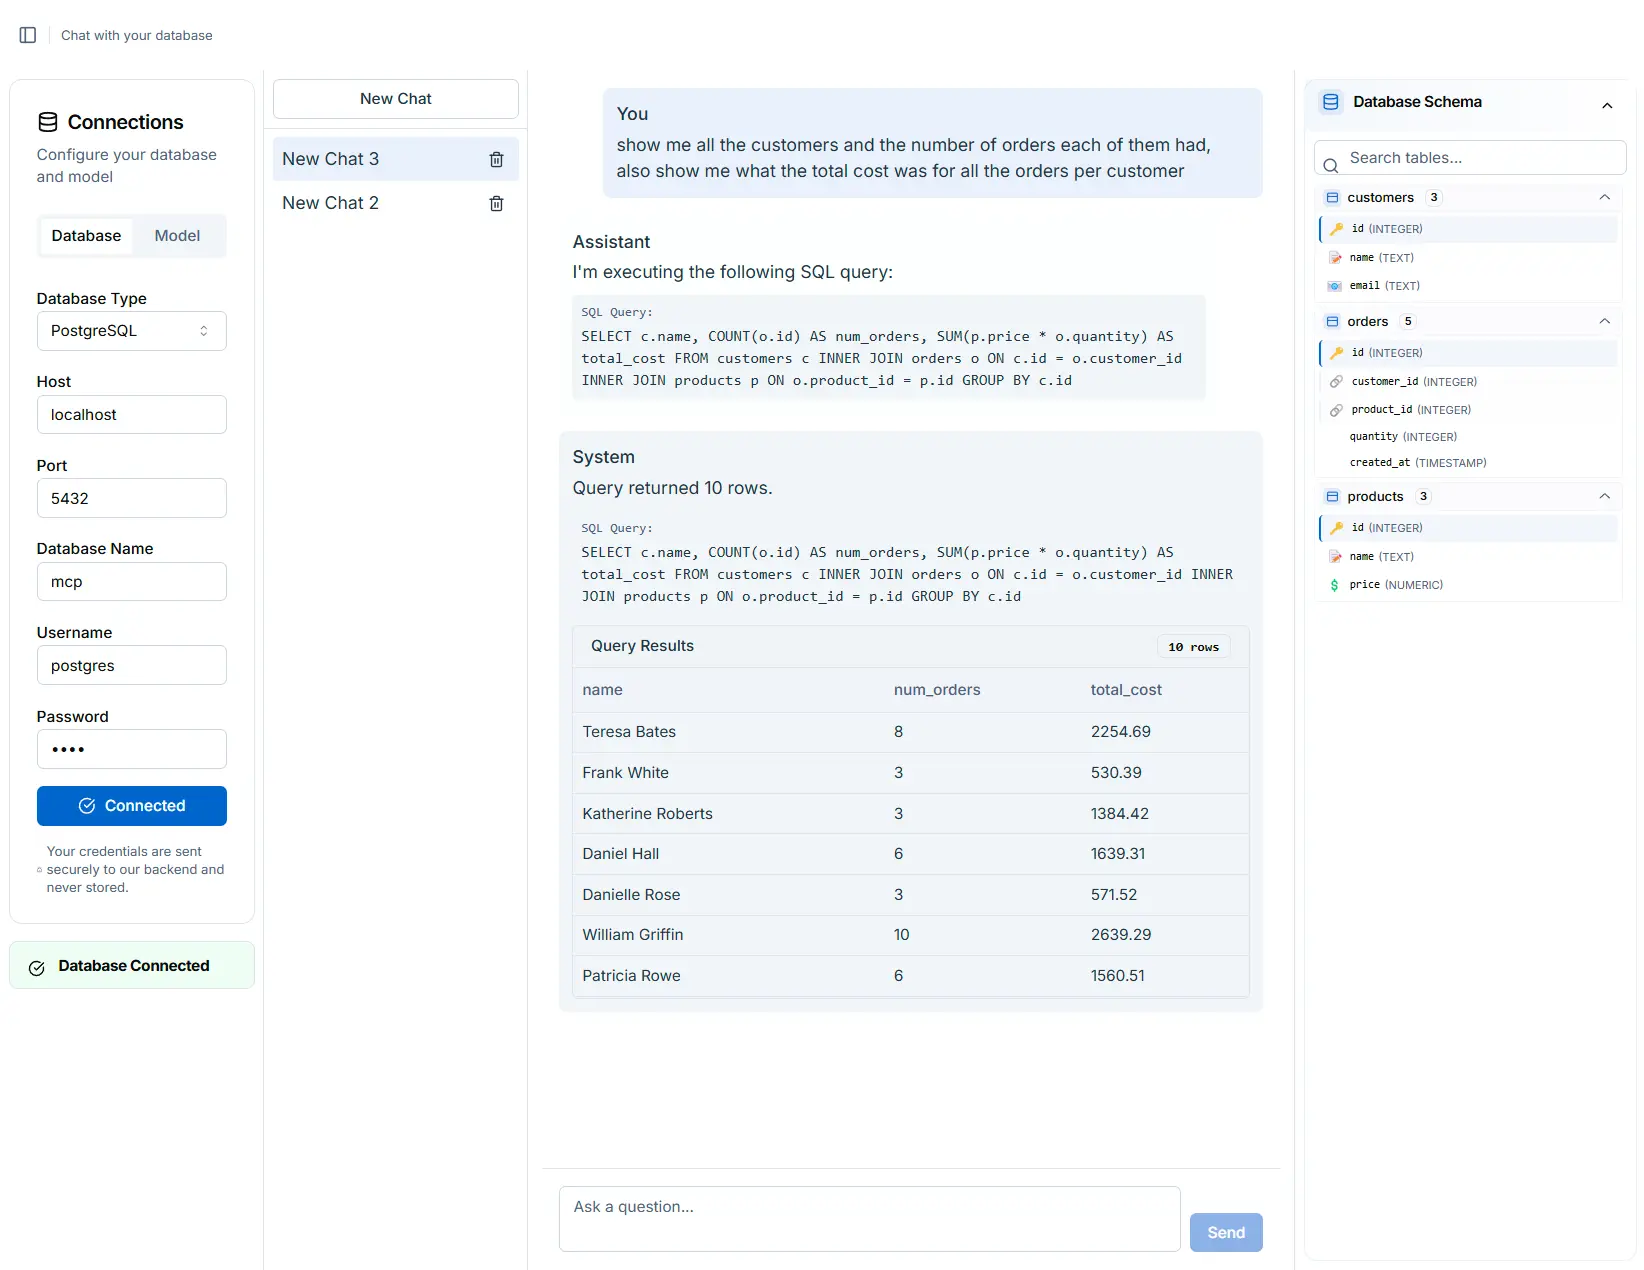 Chat with your database
Connections
Configure your database
and model
Database Model
Database Type
PostgreSQL
Host
localhost
Port
5432
Database Name
mcp
Username
postgres
Password
••••
Connected
Your credentials are sent
securely to our backend and
never stored.
Database Connected
New Chat
New Chat 3
New Chat 2
You
show me all the customers and the number of orders each of them had,
also show me what the total cost was for all the orders per customer
Assistant
I'm executing the following SQL query:
SQL Query:
SELECT c.name, COUNT(o.id) AS num_orders, SUM(p.price * o.quantity) AS
total_cost FROM customers c INNER JOIN orders o ON c.id = o.customer_id
INNER JOIN products p ON o.product_id = p.id GROUP BY c.id
System
Query returned 10 rows.
SQL Query:
SELECT c.name, COUNT(o.id) AS num_orders, SUM(p.price * o.quantity) AS
total_cost FROM customers c INNER JOIN orders o ON c.id = o.customer_id INNER
JOIN products p ON o.product_id = p.id GROUP BY c.id
Query Results 10 rows
name num_orders total_cost
Teresa Bates 8 2254.69
Frank White 3 530.39
Katherine Roberts 3 1384.42
Daniel Hall 6 1639.31
Danielle Rose 3 571.52
William Griffin 10 2639.29
Patricia Rowe 6 1560.51
Ask a question...
Send
Database Schema
Search tables...
customers 3
id (INTEGER)
name (TEXT)
email (TEXT)
orders 5
id (INTEGER)
customer_id (INTEGER)
product_id (INTEGER)
quantity (INTEGER)
created_at (TIMESTAMP)
products 3
id (INTEGER)
name (TEXT)
price (NUMERIC)